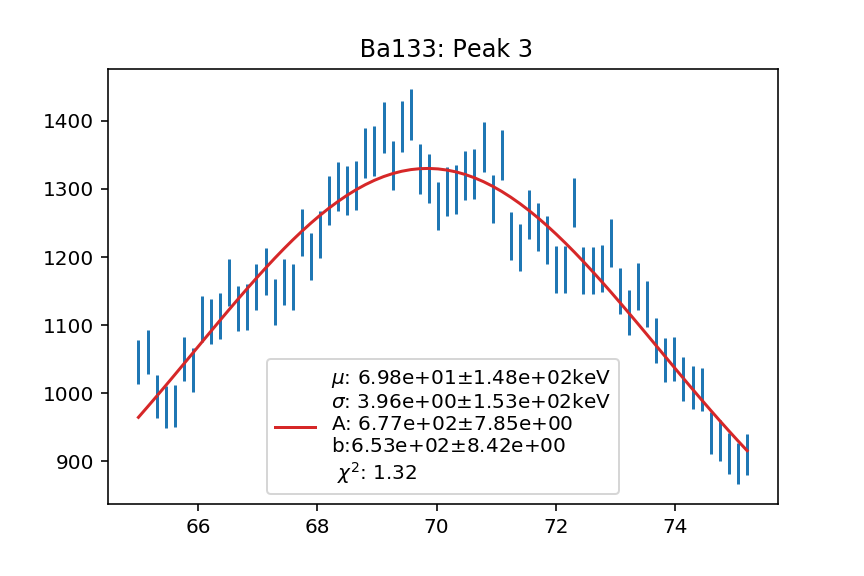 Ba133: Peak 3
1400
1300
1200
1100
1000
900
μ: 6.98e+01±1.48e+02keV
σ: 3.96e+00±1.53e+02keV
A: 6.77e+02±7.85e+00
b:6.53e+02±8.42e+00
χ²: 1.32
66 68 70 72 74